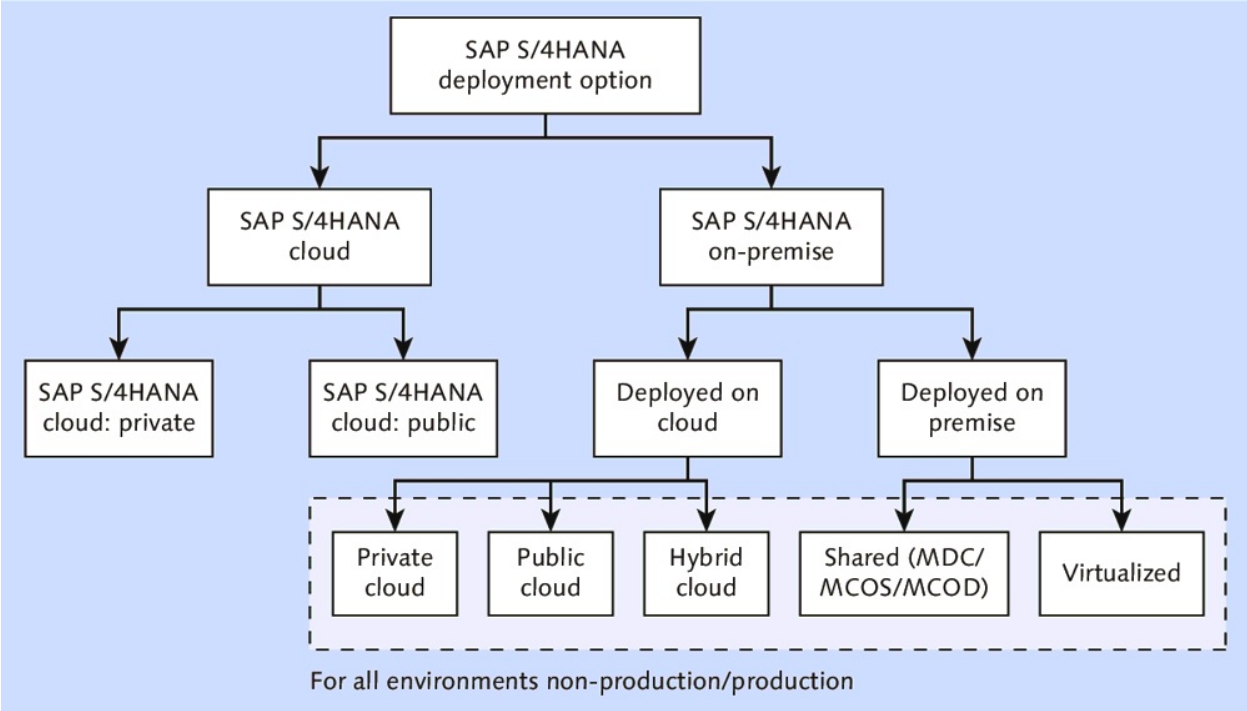 SAP S/4HANA
deployment option
SAP S/4HANA
cloud
SAP S/4HANA
on-premise
SAP S/4HANA
cloud: private
SAP S/4HANA
cloud: public
Deployed on
cloud
Deployed on
premise
Private
cloud
Public
cloud
Hybrid
cloud
Shared (MDC/
MCOS/MCOD)
Virtualized
For all environments non-production/production